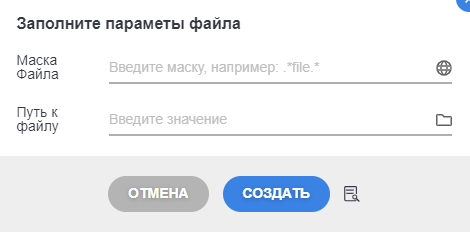 Заполните параметры файла
Маска
Файла
Введите маску, например: .*file.*
Путь к
файлу
Введите значение
ОТМЕНА
СОЗДАТЬ